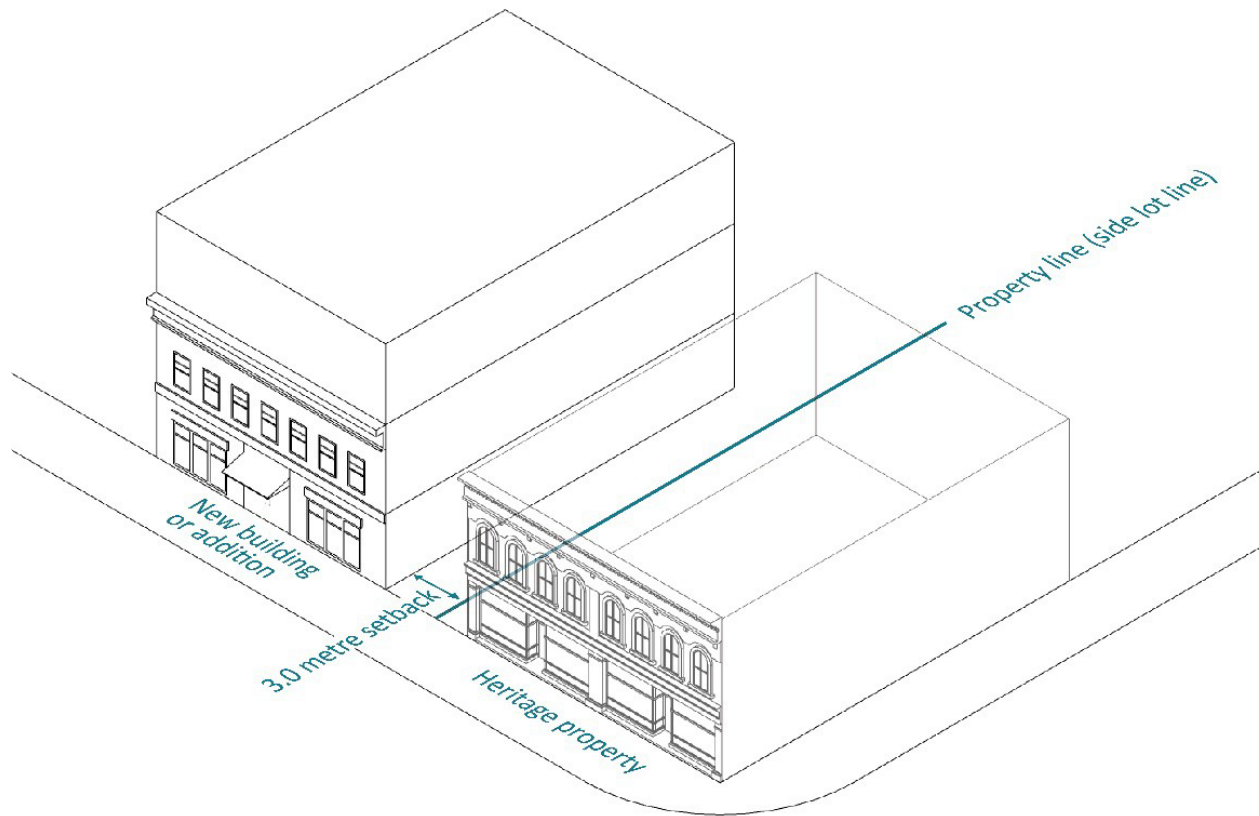 Property line (side lot line)
New building
or addition
3.0 metre setback
Heritage property